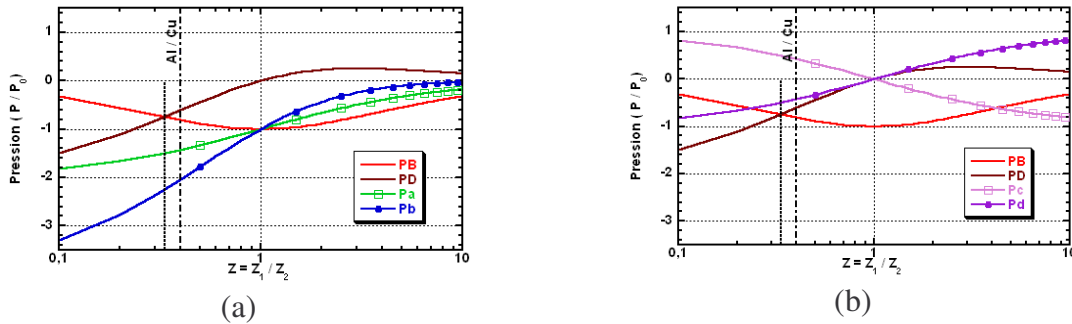 1
0
-1
-2
-3
Pression ( P / P₀ )
Al / Cu
PB
PD
Pa
Pb
0,1
1
10
Z = Z₁ / Z₂
(a)
1
0
-1
-2
-3
Pression ( P / P₀ )
Al / Cu
PB
PD
Pc
Pd
0,1
1
10
Z = Z₁ / Z₂
(b)